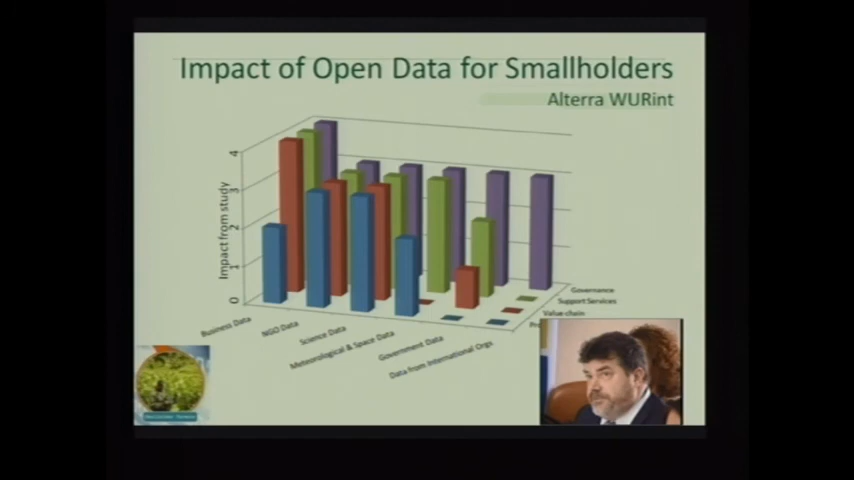 Impact of Open Data for Smallholders
Alterra WURint
4
3
2
1
0
Impact from study
Governance
Support Services
Value chain
Business Data
NGO Data
Science Data
Meteorological & Space Data
Government Data
Data from International Orgs